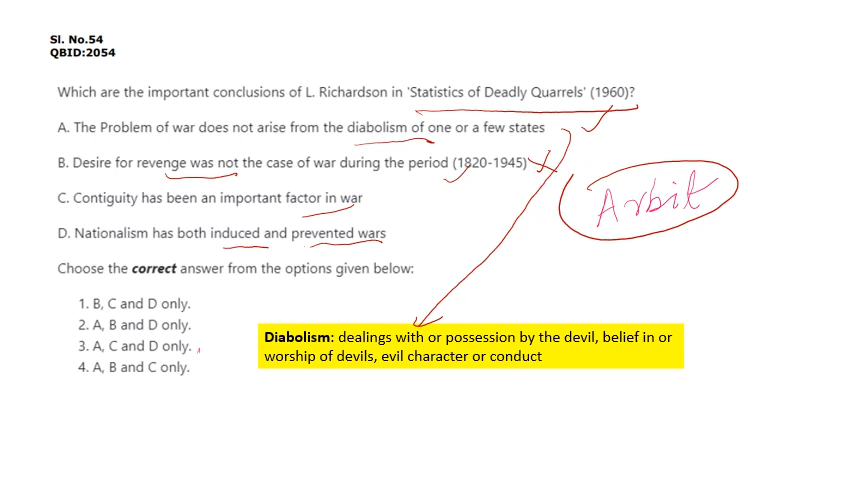 Sl. No.54
QBID:2054
Which are the important conclusions of L. Richardson in 'Statistics of Deadly Quarrels' (1960)?
A. The Problem of war does not arise from the diabolism of one or a few states
B. Desire for revenge was not the case of war during the period (1820-1945)
C. Contiguity has been an important factor in war
D. Nationalism has both induced and prevented wars
Arbit
Choose the correct answer from the options given below:
1. B, C and D only.
2. A, B and D only.
3. A, C and D only.
4. A, B and C only.
Diabolism: dealings with or possession by the devil, belief in or
worship of devils, evil character or conduct